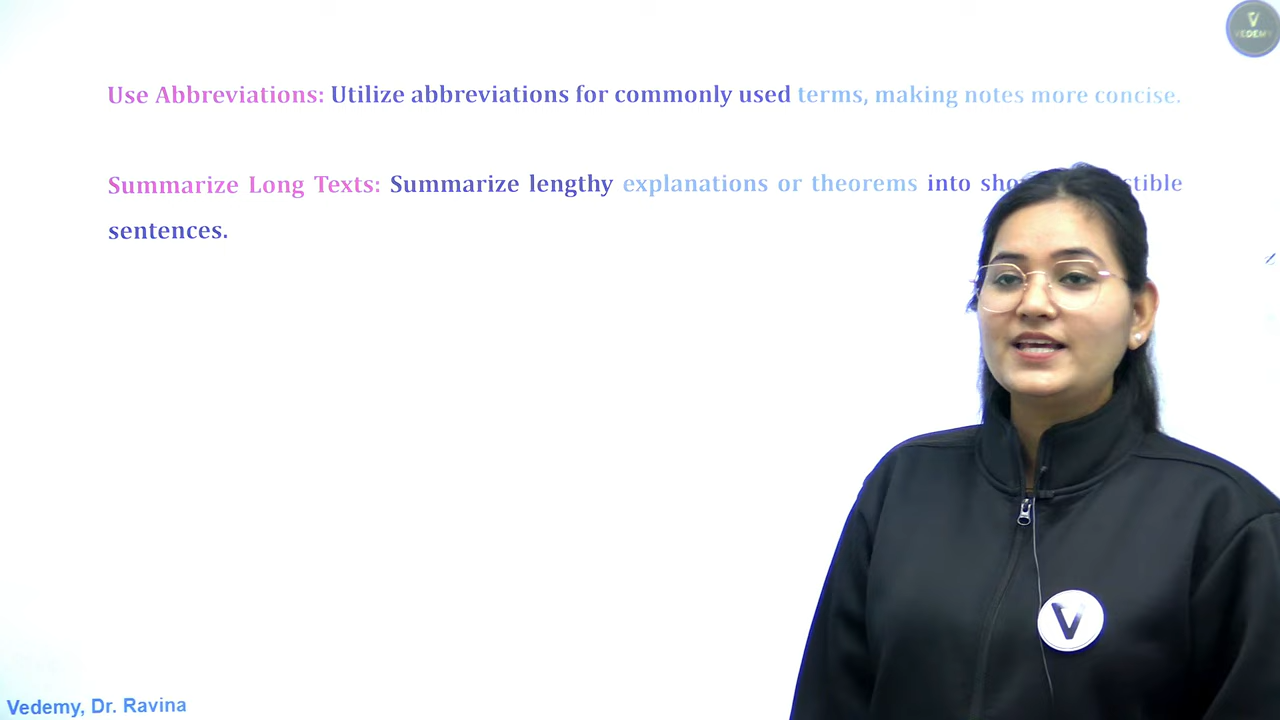 VEDEMY
Use Abbreviations: Utilize abbreviations for commonly used terms, making notes more concise.
Summarize Long Texts: Summarize lengthy explanations or theorems into
sentences.
V
Vedemy, Dr. Ravina